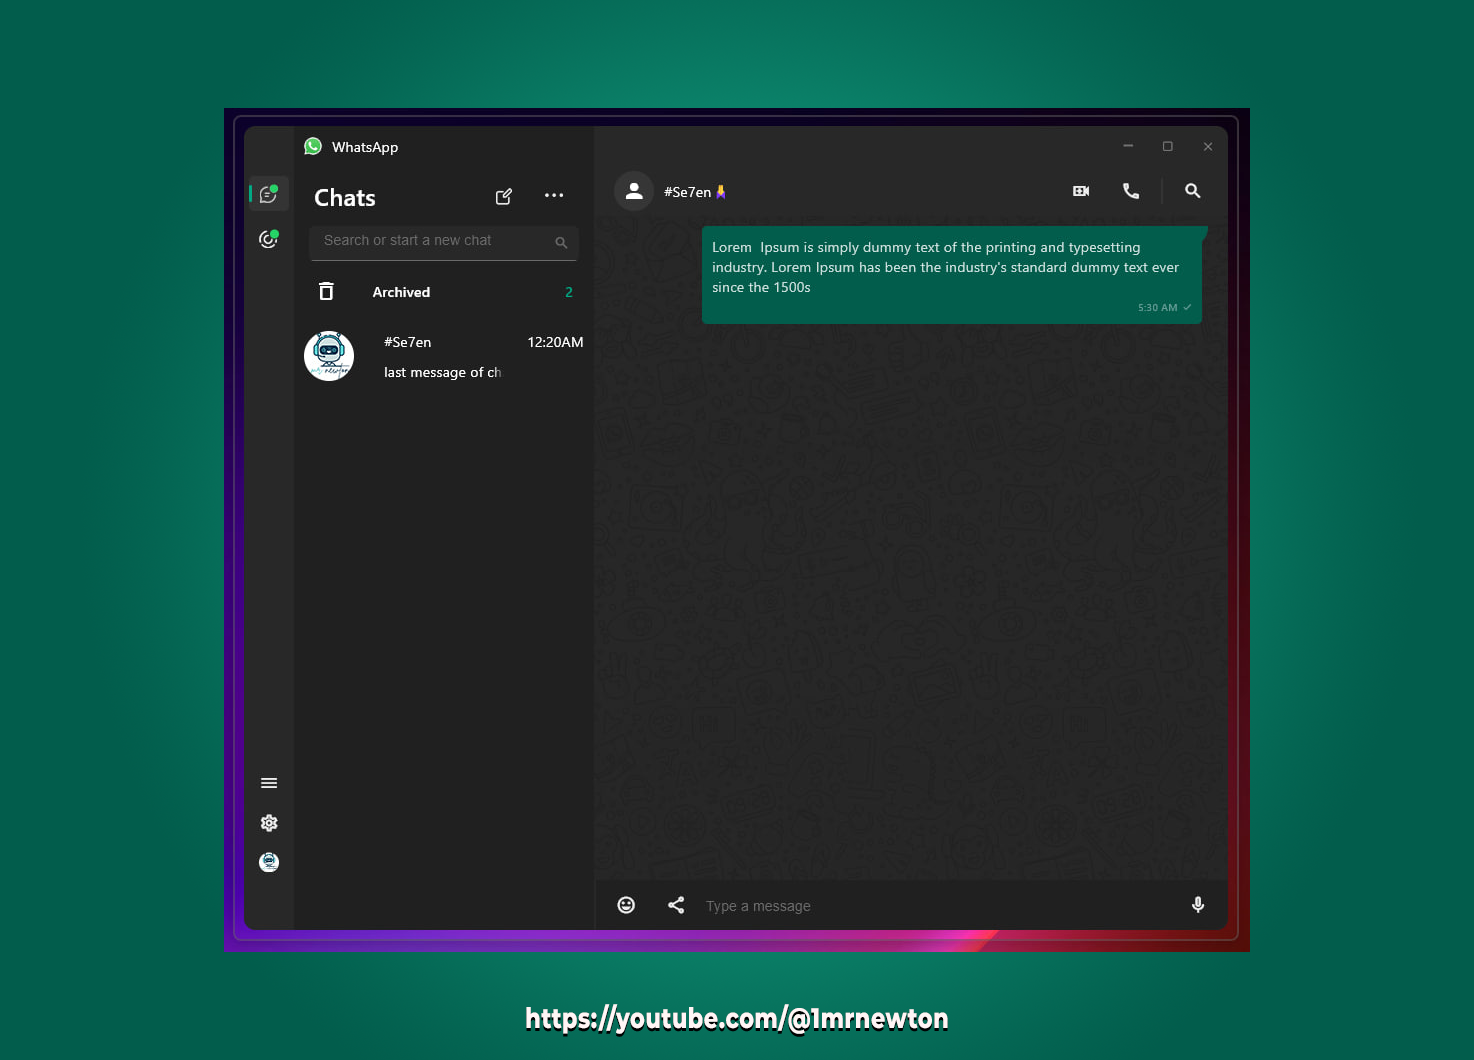 WhatsApp
Chats
Search or start a new chat
Archived 2
#Se7en 12:20AM
last message of ch
#Se7en
Lorem  Ipsum is simply dummy text of the printing and typesetting
industry. Lorem Ipsum has been the industry's standard dummy text ever
since the 1500s
5:30 AM
Type a message
https://youtube.com/@1mrnewton